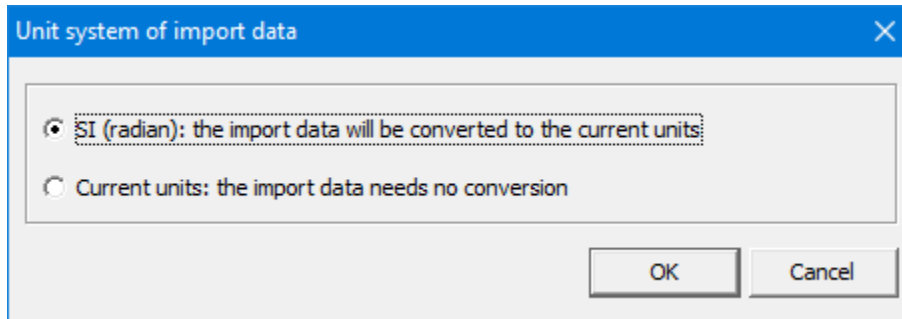 Unit system of import data
SI (radian): the import data will be converted to the current units
Current units: the import data needs no conversion
OK Cancel